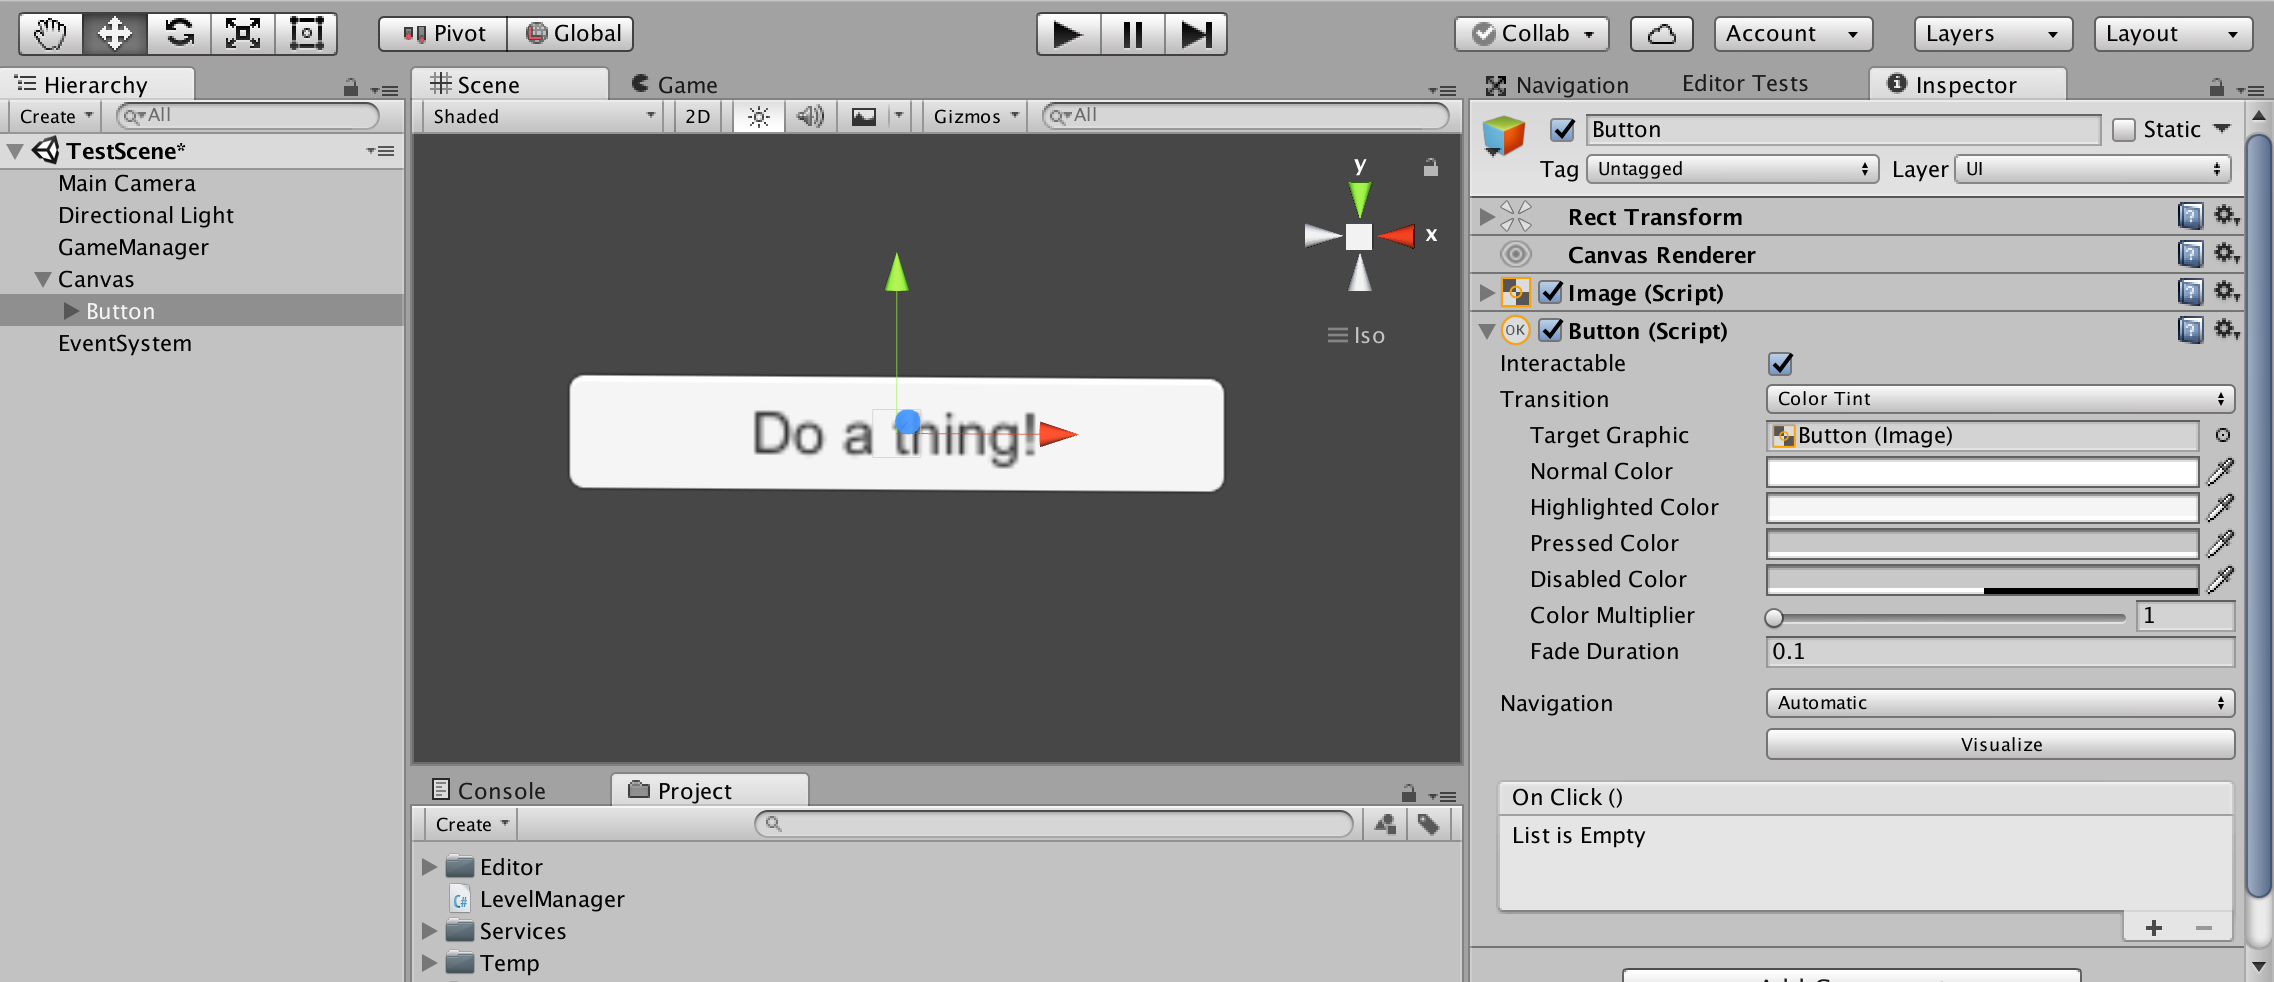 Pivot Global Collab Account Layers Layout
Hierarchy
Create All
TestScene*
Main Camera
Directional Light
GameManager
Canvas
Button
EventSystem
Scene Game
Shaded 2D Gizmos All
y
x
Iso
Do a thing!
Console Project
Create
Editor
C# LevelManager
Services
Temp
Navigation Editor Tests Inspector
Button Static
Tag Untagged Layer UI
Rect Transform
Canvas Renderer
Image (Script)
OK Button (Script)
Interactable
Transition Color Tint
Target Graphic Button (Image)
Normal Color
Highlighted Color
Pressed Color
Disabled Color
Color Multiplier 1
Fade Duration 0.1
Navigation Automatic
Visualize
On Click ()
List is Empty